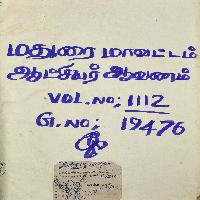 மதுரை மாவட்டம்
ஆட்சியர் ஆவணம்
VOL.NO; 1112
G.NO; 19476